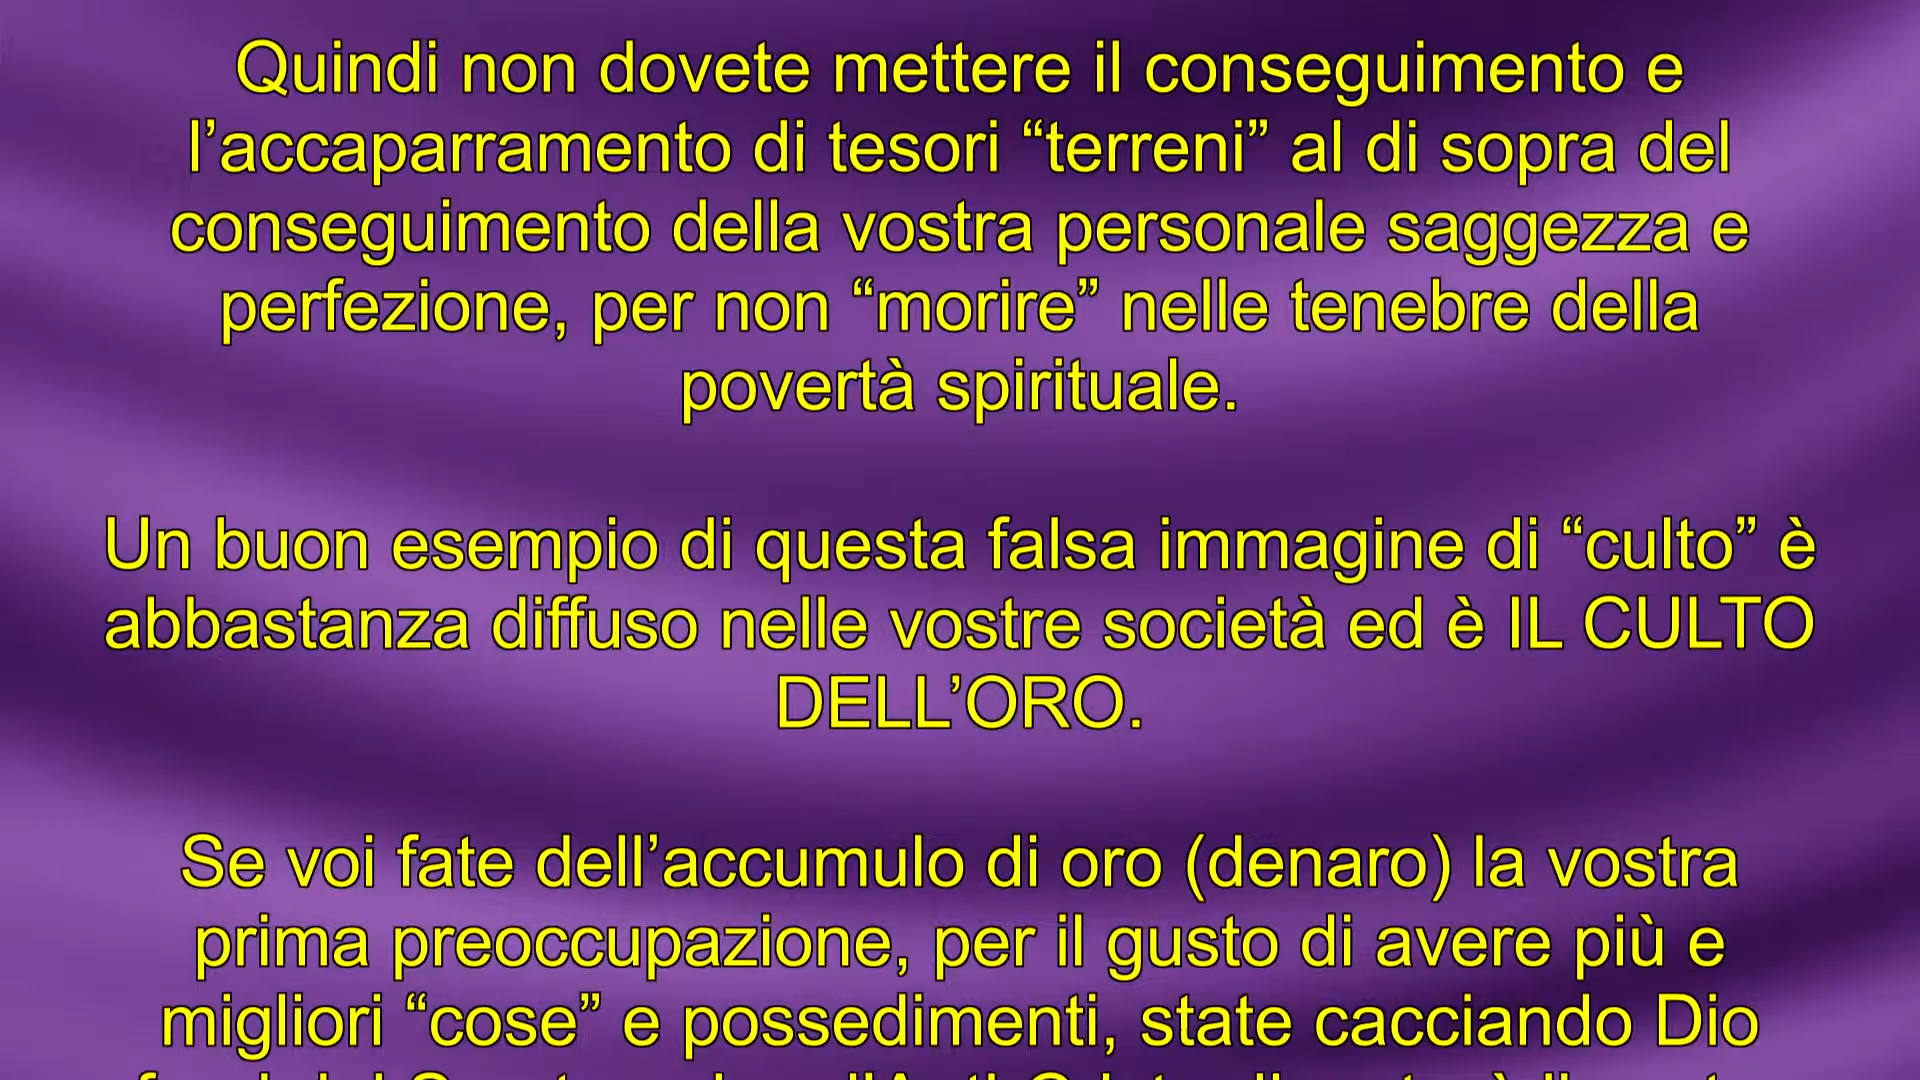 Quindi non dovete mettere il conseguimento e
l’accaparramento di tesori “terreni” al di sopra del
conseguimento della vostra personale saggezza e
perfezione, per non “morire” nelle tenebre della
povertà spirituale.
Un buon esempio di questa falsa immagine di “culto” è
abbastanza diffuso nelle vostre società ed è IL CULTO
DELL’ORO.
Se voi fate dell’accumulo di oro (denaro) la vostra
prima preoccupazione, per il gusto di avere più e
migliori “cose” e possedimenti, state cacciando Dio